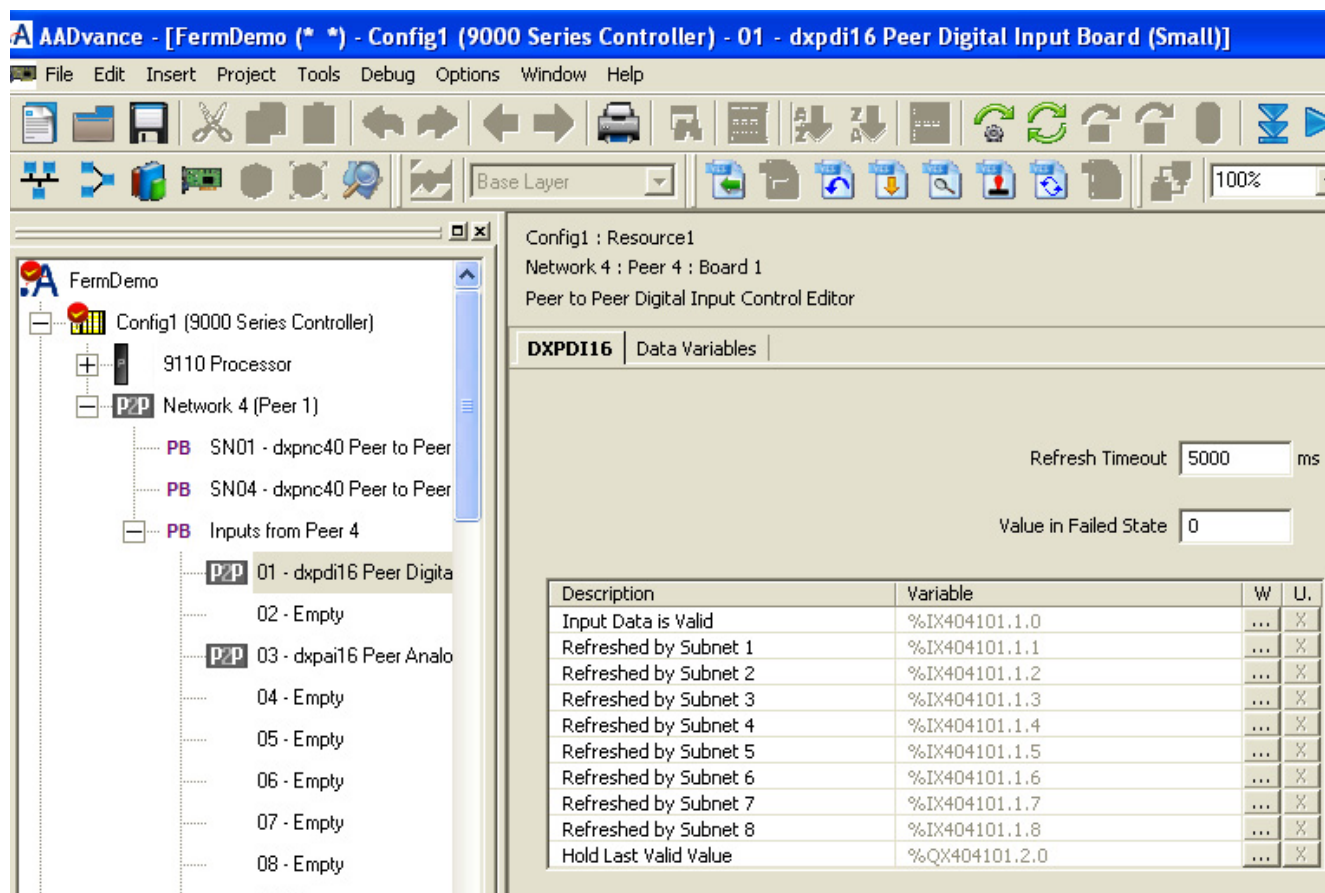 AADvance - [FermDemo (* *) - Config1 (9000 Series Controller) - 01 - dxpdi16 Peer Digital Input Board (Small)]
File Edit Insert Project Tools Debug Options Window Help
Base Layer
100%
FermDemo
Config1 (9000 Series Controller)
9110 Processor
P2P Network 4 (Peer 1)
PB SN01 - dxpnc40 Peer to Peer
PB SN04 - dxpnc40 Peer to Peer
PB Inputs from Peer 4
P2P 01 - dxpdi16 Peer Digita
02 - Empty
P2P 03 - dxpai16 Peer Analo
04 - Empty
05 - Empty
06 - Empty
07 - Empty
08 - Empty
Config1 : Resource1
Network 4 : Peer 4 : Board 1
Peer to Peer Digital Input Control Editor
DXPDI16 Data Variables
Refresh Timeout 5000 ms
Value in Failed State 0
Description Variable W U.
Input Data is Valid %IX404101.1.0 ... X
Refreshed by Subnet 1 %IX404101.1.1 ... X
Refreshed by Subnet 2 %IX404101.1.2 ... X
Refreshed by Subnet 3 %IX404101.1.3 ... X
Refreshed by Subnet 4 %IX404101.1.4 ... X
Refreshed by Subnet 5 %IX404101.1.5 ... X
Refreshed by Subnet 6 %IX404101.1.6 ... X
Refreshed by Subnet 7 %IX404101.1.7 ... X
Refreshed by Subnet 8 %IX404101.1.8 ... X
Hold Last Valid Value %QX404101.2.0 ... X